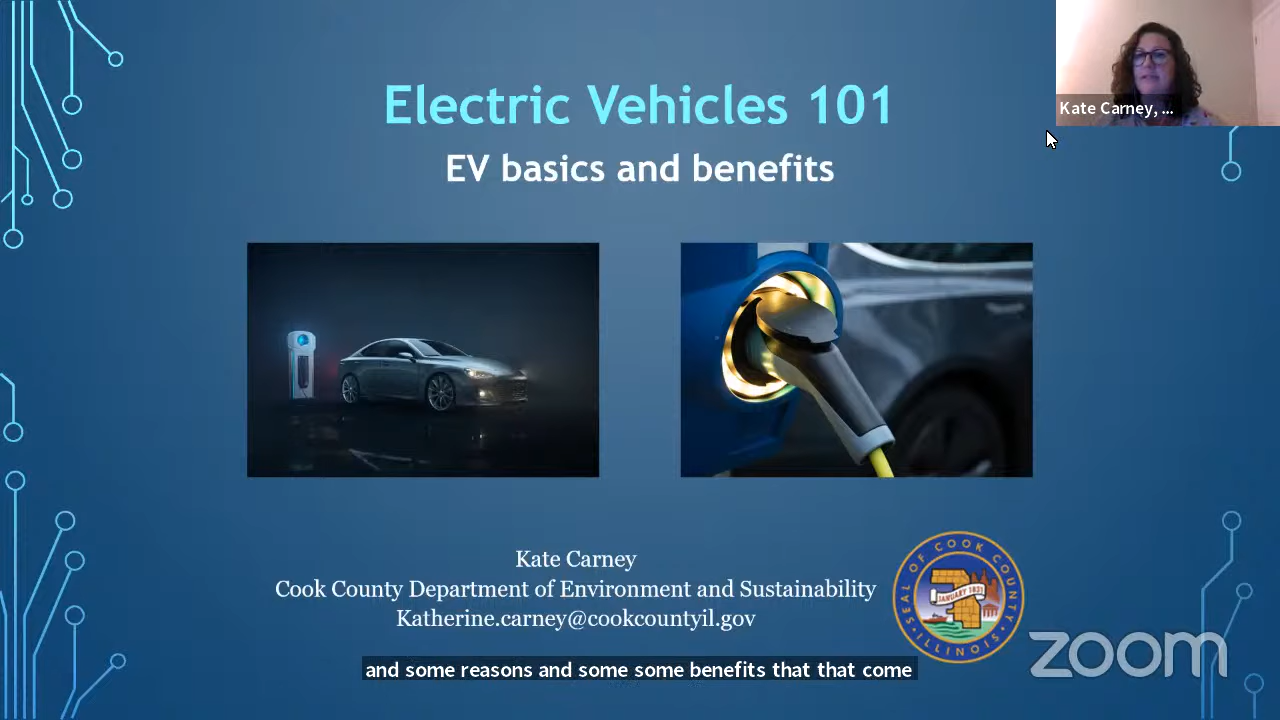 Electric Vehicles 101
EV basics and benefits
Kate Carney, ...
Kate Carney
Cook County Department of Environment and Sustainability
Katherine.carney@cookcountyil.gov
SEAL OF COOK COUNTY
JANUARY 1831
ILLINOIS
zoom
and some reasons and some some benefits that that come